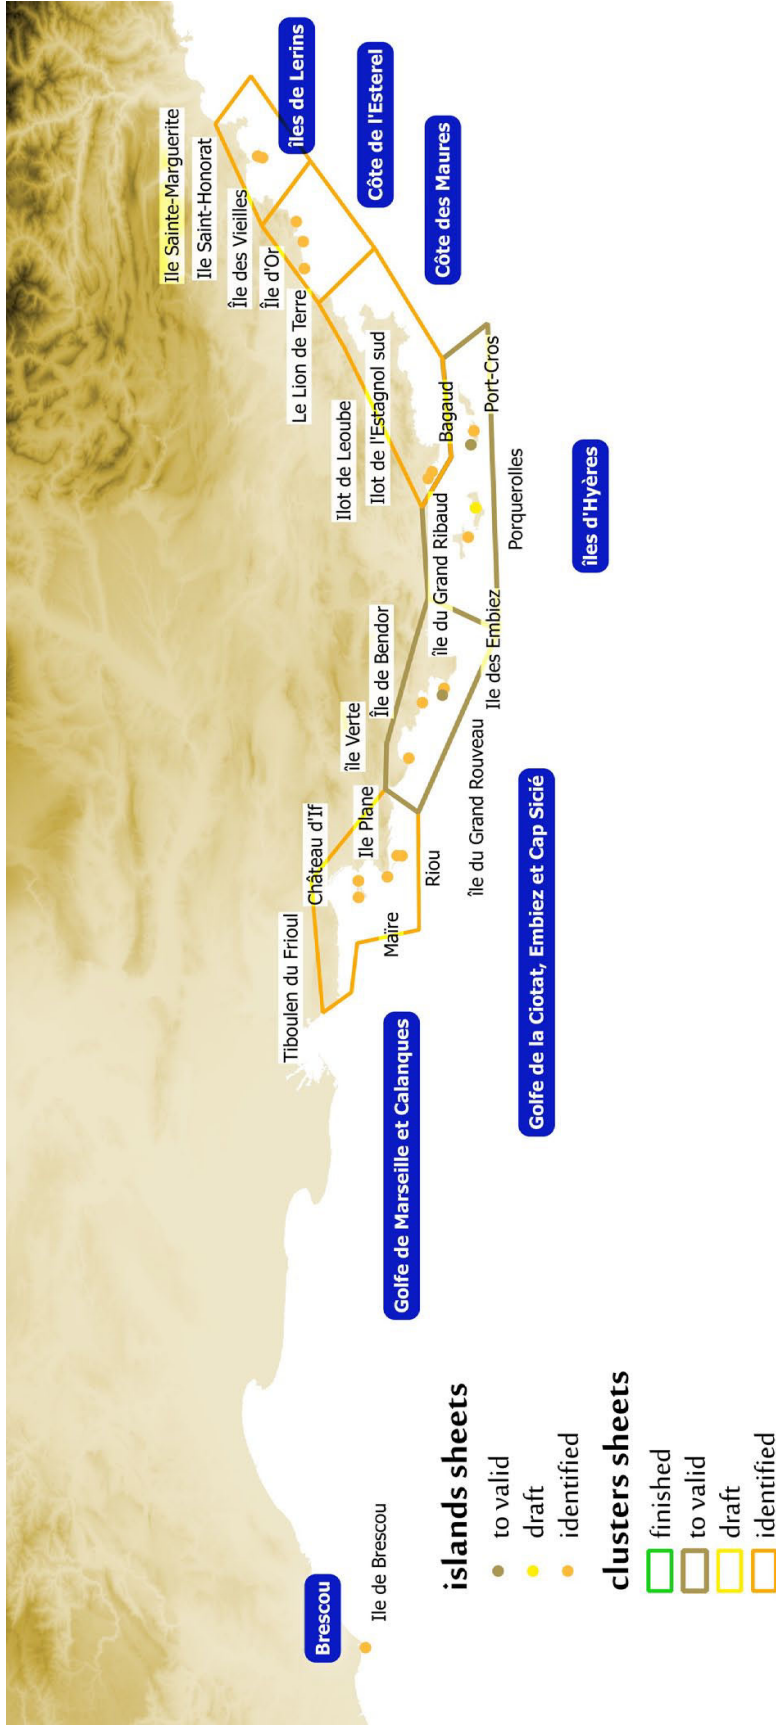 Brescou
Ile de Brescou
Golfe de Marseille et Calanques
Tiboulen du Frioul
Château d'If
Ile Plane
Maïre
Riou
Golfe de la Ciotat, Embiez et Cap Sicié
île Verte
Île de Bendor
île du Grand Rouveau
Ile des Embiez
îles d'Hyères
île du Grand Ribaud
Porquerolles
Bagaud
Port-Cros
Côte des Maures
Ilot de Leoube
Ilot de l'Estagnol sud
Côte de l'Esterel
Le Lion de Terre
Île d'Or
Île des Vieilles
îles de Lerins
Ile Saint-Honorat
Ile Sainte-Marguerite
islands sheets
to valid
draft
identified
clusters sheets
finished
to valid
draft
identified